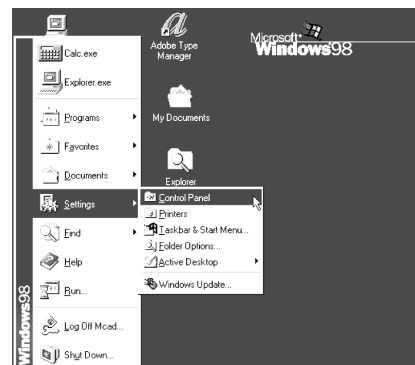 Calc.exe
Explorer.exe
Programs
Favorites
Documents
Settings
Find
Help
Run...
Log Off Mcad...
Shut Down...
Windows98
Adobe Type
Manager
My Documents
Explorer
Microsoft
Windows98
Control Panel
Printers
Taskbar & Start Menu...
Folder Options...
Active Desktop
Windows Update...